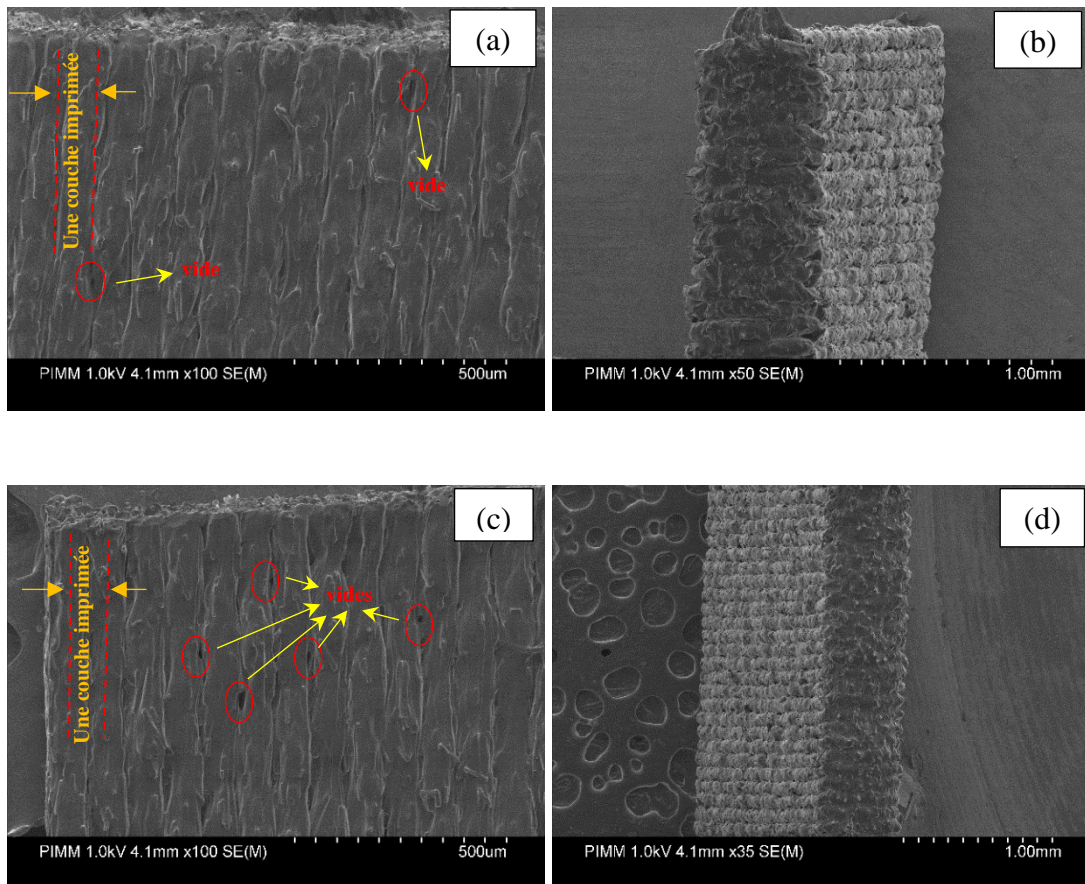 (a)
Une couche imprimée
vide
vide
PIMM 1.0kV 4.1mm x100 SE(M)
500um
(b)
PIMM 1.0kV 4.1mm x50 SE(M)
1.00mm
(c)
Une couche imprimée
vides
PIMM 1.0kV 4.1mm x100 SE(M)
500um
(d)
PIMM 1.0kV 4.1mm x35 SE(M)
1.00mm